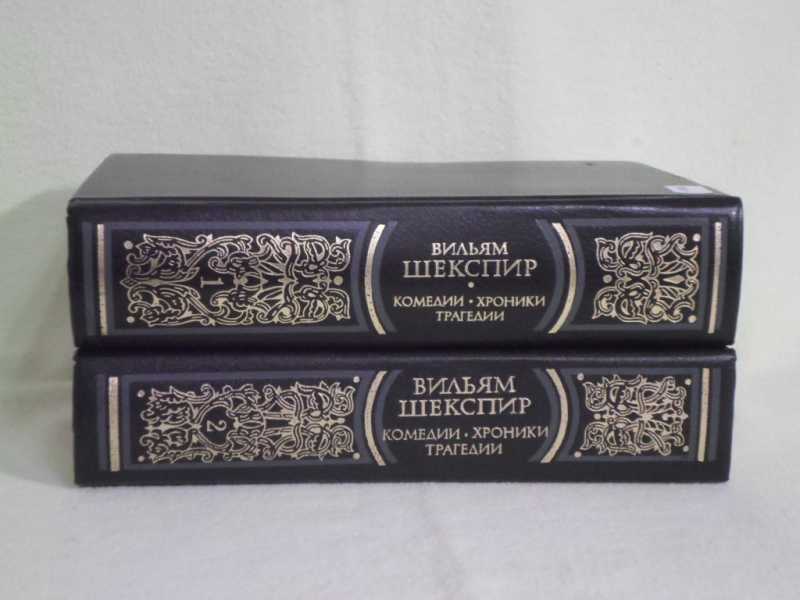 1
ВИЛЬЯМ
ШЕКСПИР
КОМЕДИИ • ХРОНИКИ
ТРАГЕДИИ
2
ВИЛЬЯМ
ШЕКСПИР
КОМЕДИИ • ХРОНИКИ
ТРАГЕДИИ